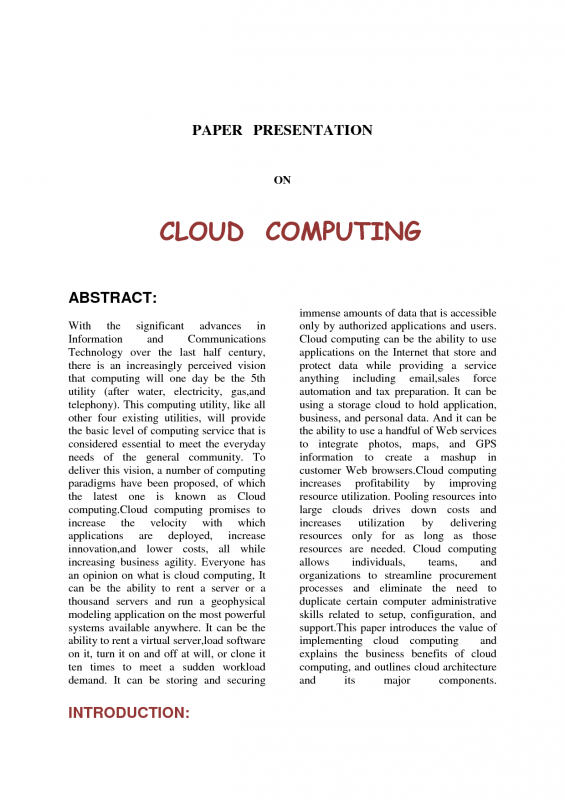 PAPER PRESENTATION
ON
CLOUD COMPUTING
ABSTRACT:
With the significant advances in
Information and Communications
Technology over the last half century,
there is an increasingly perceived vision
that computing will one day be the 5th
utility (after water, electricity, gas,and
telephony). This computing utility, like all
other four existing utilities, will provide
the basic level of computing service that is
considered essential to meet the everyday
needs of the general community. To
deliver this vision, a number of computing
paradigms have been proposed, of which
the latest one is known as Cloud
computing.Cloud computing promises to
increase the velocity with which
applications are deployed, increase
innovation,and lower costs, all while
increasing business agility. Everyone has
an opinion on what is cloud computing, It
can be the ability to rent a server or a
thousand servers and run a geophysical
modeling application on the most powerful
systems available anywhere. It can be the
ability to rent a virtual server,load software
on it, turn it on and off at will, or clone it
ten times to meet a sudden workload
demand. It can be storing and securing
immense amounts of data that is accessible
only by authorized applications and users.
Cloud computing can be the ability to use
applications on the Internet that store and
protect data while providing a service
anything including email,sales force
automation and tax preparation. It can be
using a storage cloud to hold application,
business, and personal data. And it can be
the ability to use a handful of Web services
to integrate photos, maps, and GPS
information to create a mashup in
customer Web browsers.Cloud computing
increases profitability by improving
resource utilization. Pooling resources into
large clouds drives down costs and
increases utilization by delivering
resources only for as long as those
resources are needed. Cloud computing
allows individuals, teams, and
organizations to streamline procurement
processes and eliminate the need to
duplicate certain computer administrative
skills related to setup, configuration, and
support.This paper introduces the value of
implementing cloud computing and
explains the business benefits of cloud
computing, and outlines cloud architecture
and its major components.
INTRODUCTION: